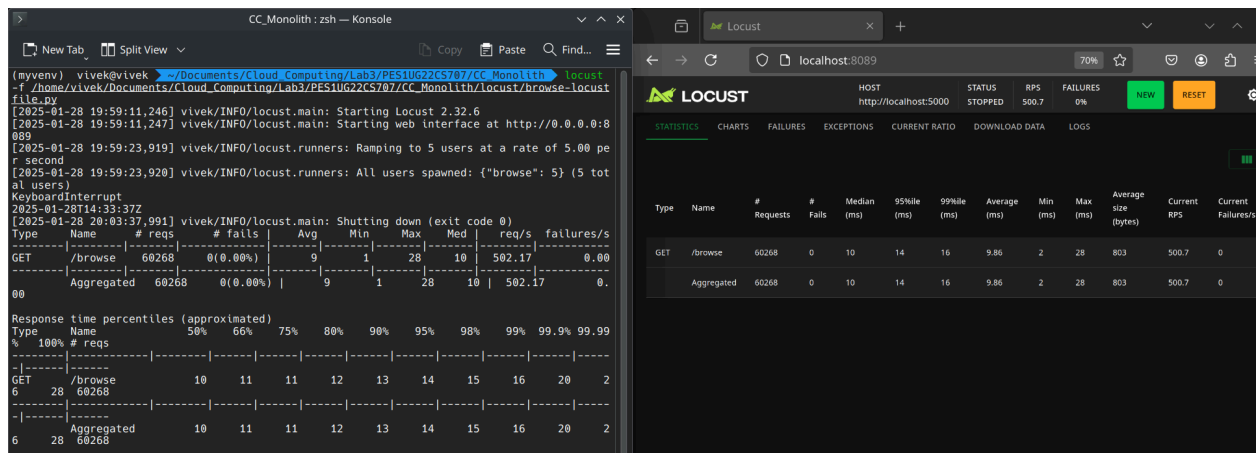 CC_Monolith : zsh — Konsole
New Tab Split View Copy Paste Find...
(myvenv) vivek@vivek ~/Documents/Cloud_Computing/Lab3/PES1UG22CS707/CC_Monolith locust
-f /home/vivek/Documents/Cloud_Computing/Lab3/PES1UG22CS707/CC_Monolith/locust/browse-locust
file.py
[2025-01-28 19:59:11,246] vivek/INFO/locust.main: Starting Locust 2.32.6
[2025-01-28 19:59:11,247] vivek/INFO/locust.main: Starting web interface at http://0.0.0.0:8
089
[2025-01-28 19:59:23,919] vivek/INFO/locust.runners: Ramping to 5 users at a rate of 5.00 pe
r second
[2025-01-28 19:59:23,920] vivek/INFO/locust.runners: All users spawned: {"browse": 5} (5 tot
al users)
KeyboardInterrupt
2025-01-28T14:33:37Z
[2025-01-28 20:03:37,991] vivek/INFO/locust.main: Shutting down (exit code 0)
Type Name # reqs # fails | Avg Min Max Med | req/s failures/s
--------|--------|-------|-------------|-------|-------|-------|-------|--------|-----------
GET /browse 60268 0(0.00%) | 9 1 28 10 | 502.17 0.00
--------|--------|-------|-------------|-------|-------|-------|-------|--------|-----------
Aggregated 60268 0(0.00%) | 9 1 28 10 | 502.17 0.
00
Response time percentiles (approximated)
Type Name 50% 66% 75% 80% 90% 95% 98% 99% 99.9% 99.99
% 100% # reqs
--------|-------------|--------|------|------|------|------|------|------|------|------|-----
-|------|------
GET /browse 10 11 11 12 13 14 15 16 20 2
6 28 60268
--------|-------------|--------|------|------|------|------|------|------|------|------|-----
-|------|------
Aggregated 10 11 11 12 13 14 15 16 20 2
6 28 60268
Locust
localhost:8089 70%
LOCUST
HOST STATUS RPS FAILURES
http://localhost:5000 STOPPED 500.7 0%
NEW RESET
STATISTICS CHARTS FAILURES EXCEPTIONS CURRENT RATIO DOWNLOAD DATA LOGS
Type Name # Requests # Fails Median (ms) 95%ile (ms) 99%ile (ms) Average (ms) Min (ms) Max (ms) Average size (bytes) Current RPS Current Failures/s
GET /browse 60268 0 10 14 16 9.86 2 28 803 500.7 0
Aggregated 60268 0 10 14 16 9.86 2 28 803 500.7 0